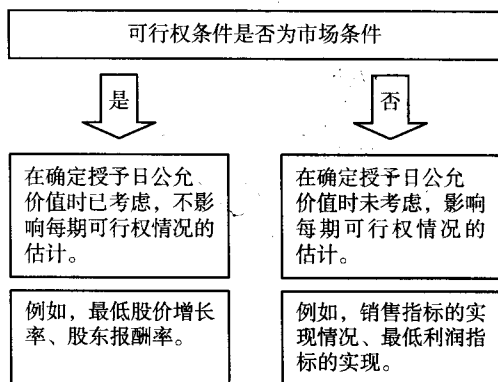 可行权条件是否为市场条件
是
否
在确定授予日公允
价值时已考虑，不影
响每期可行权情况的
估计。
在确定授予日公允
价值时未考虑，影响
每期可行权情况的
估计。
例如，最低股价增长
率、股东报酬率。
例如，销售指标的实
现情况、最低利润指
标的实现。